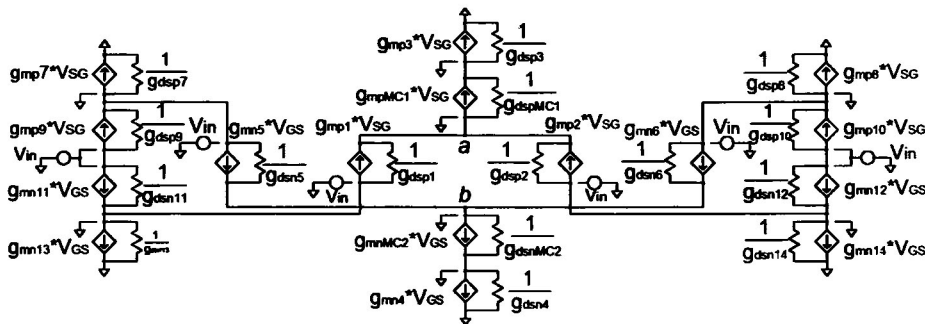 gmp3*VSG
1
gdsp3
gmp7*VSG
1
gdsp7
1
gdsp8
gmp8*VSG
gmpMC1*VSG
1
gdspMC1
gmp9*VSG
1
gdsp9
Vin
gmn5*VGS
gmp1*VSG
gmp2*VSG
gmn6*VGS
Vin
1
gdsp10
gmp10*VSG
Vin
a
Vin
1
gdsn5
1
gdsp1
1
gdsp2
1
gdsn6
Vin
Vin
gmn11*VGS
1
gdsn11
b
1
gdsn12
gmn12*VGS
gmn13*VGS
1
gmnMC2*VGS
1
gdsnMC2
1
gdsn14
gmn14*VGS
gmn4*VGS
1
gdsn4